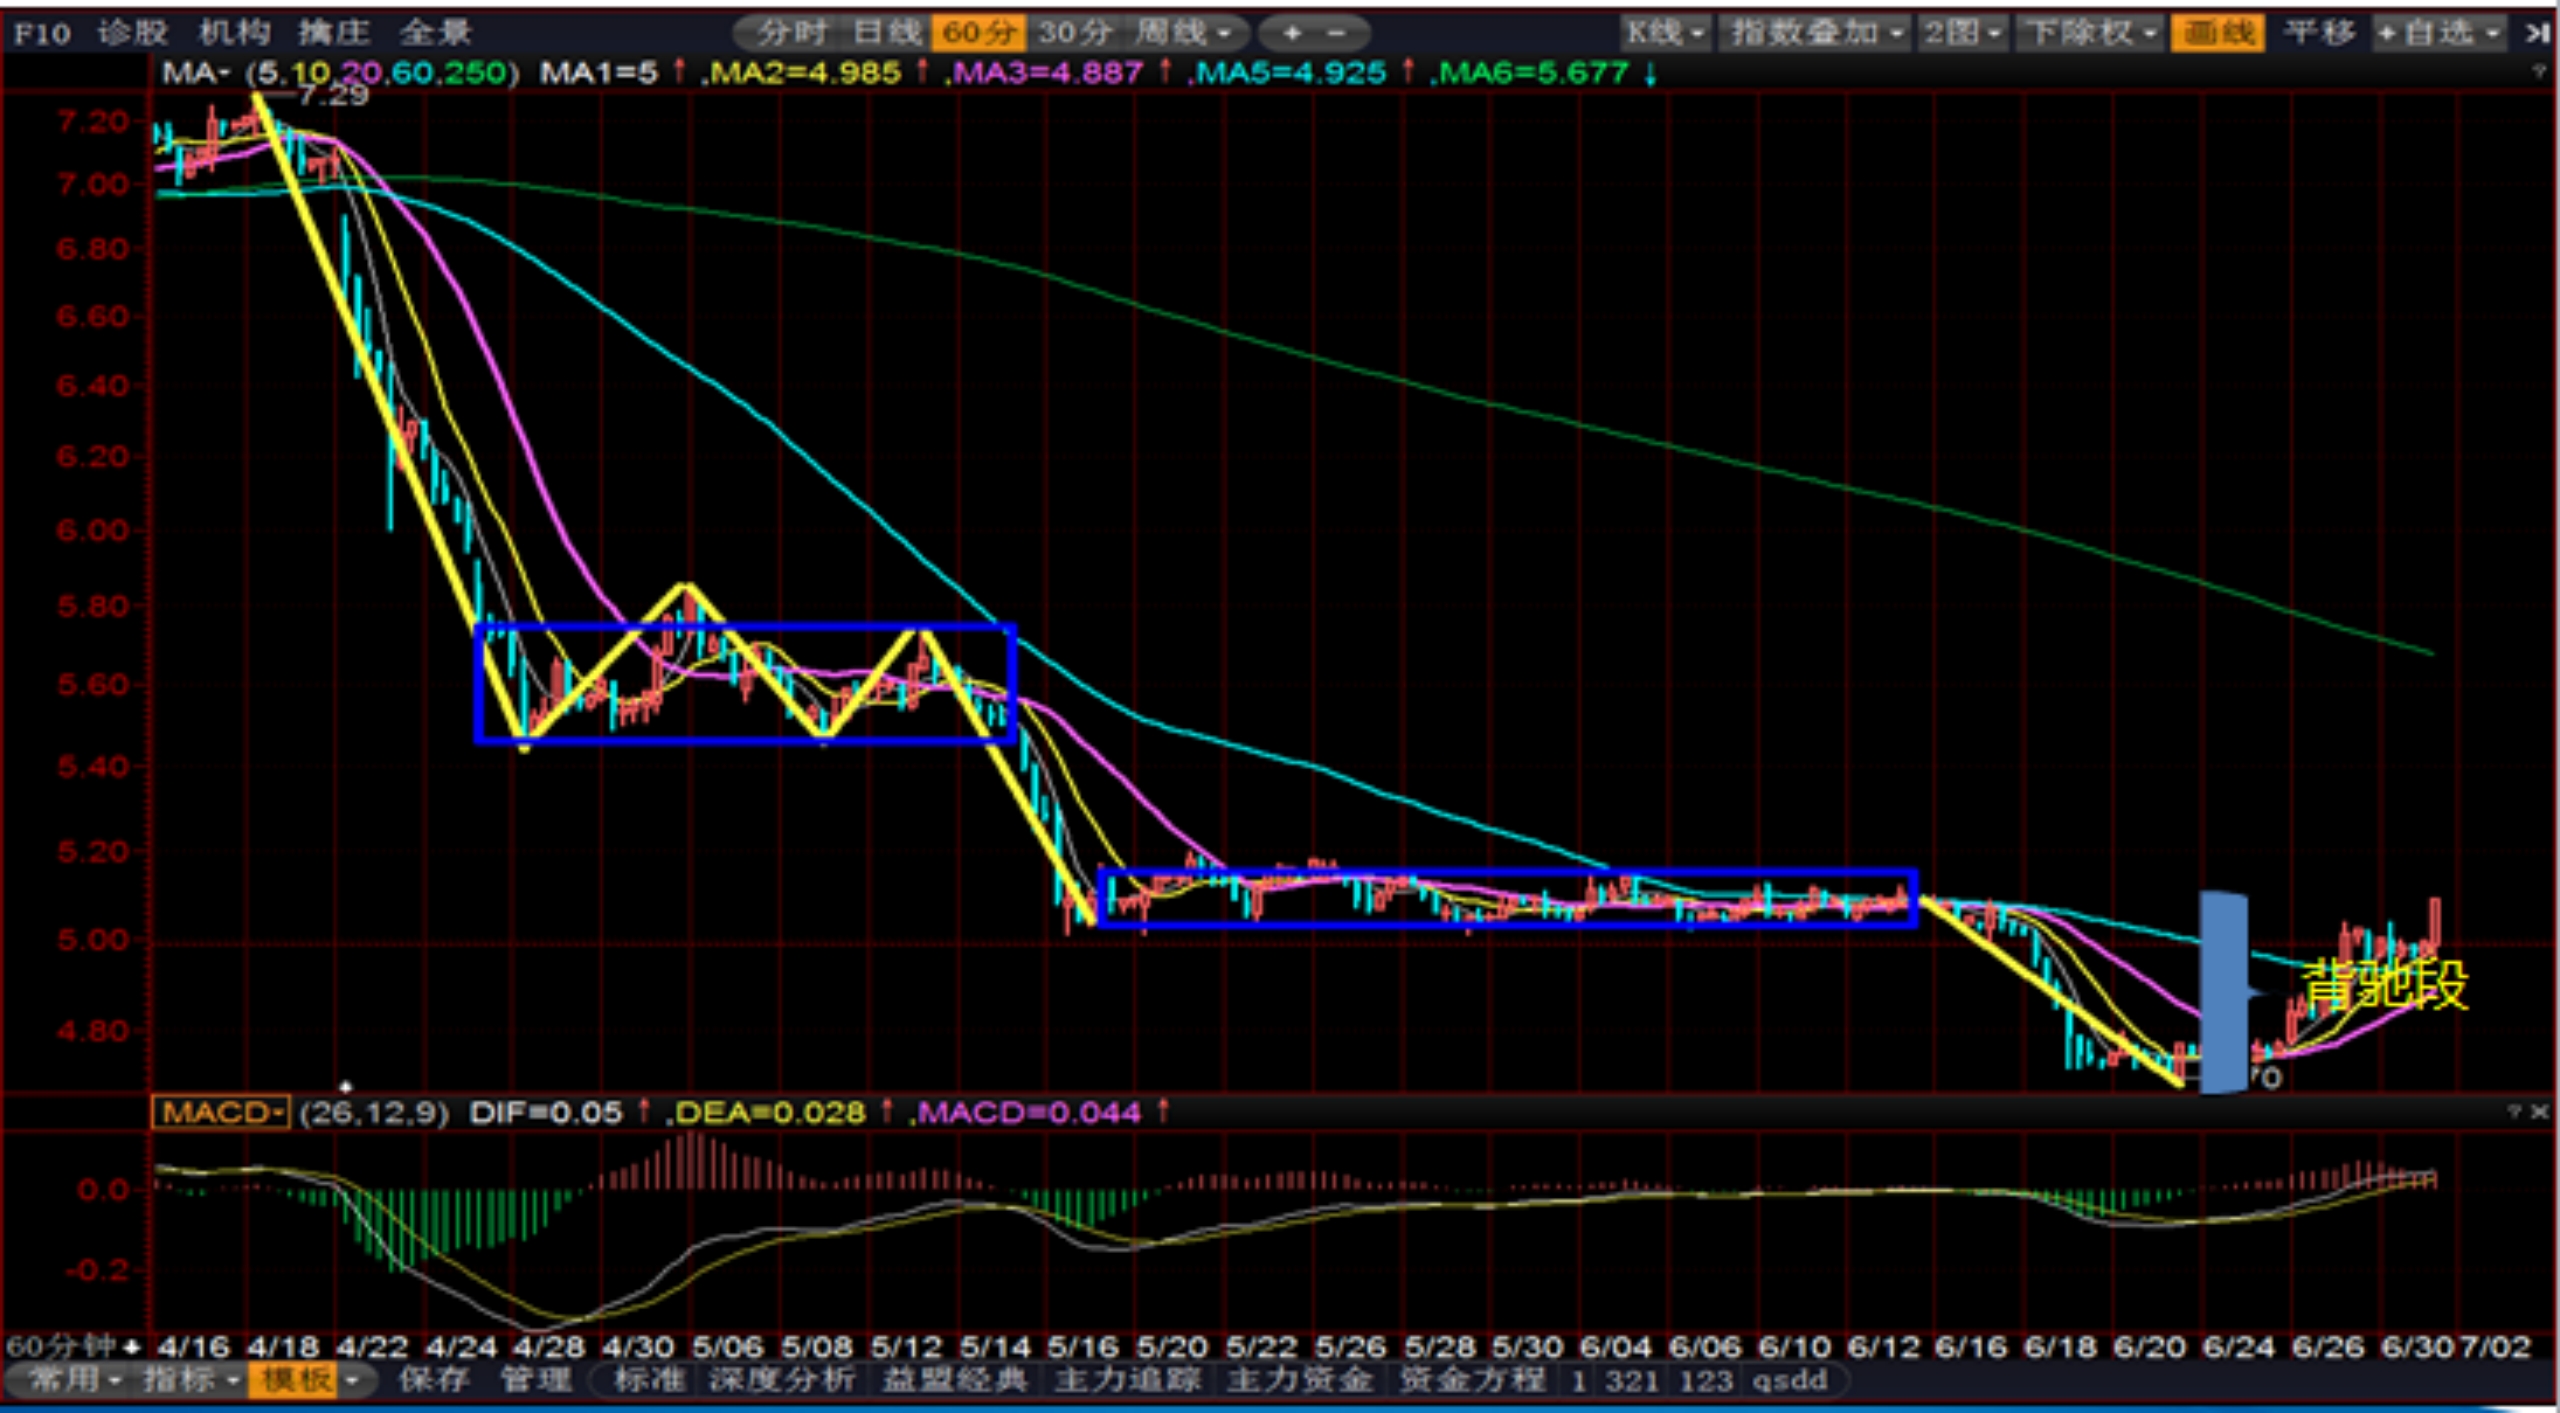 F10 诊股 机构 擒庄 全景 分时 日线 60分 30分 周线 + - K线 指数叠加 2图 下除权 画线 平移 +自选
MA (5,10,20,60,250) MA1=5↑ ,MA2=4.985↑ ,MA3=4.887↑ ,MA5=4.925↑ ,MA6=5.677↓ ?
7.29
7.20
7.00
6.80
6.60
6.40
6.20
6.00
5.80
5.60
5.40
5.20
5.00
背驰段
4.80
70
MACD (26,12,9) DIF=0.05↑ ,DEA=0.028↑ ,MACD=0.044↑ ? ×
0.0
-0.2
60分钟 4/16 4/18 4/22 4/24 4/28 4/30 5/06 5/08 5/12 5/14 5/16 5/20 5/22 5/26 5/28 5/30 6/04 6/06 6/10 6/12 6/16 6/18 6/20 6/24 6/26 6/30 7/02
常用 指标 模板 保存 管理 标准 深度分析 益盟经典 主力追踪 主力资金 资金方程 1 321 123 qsdd